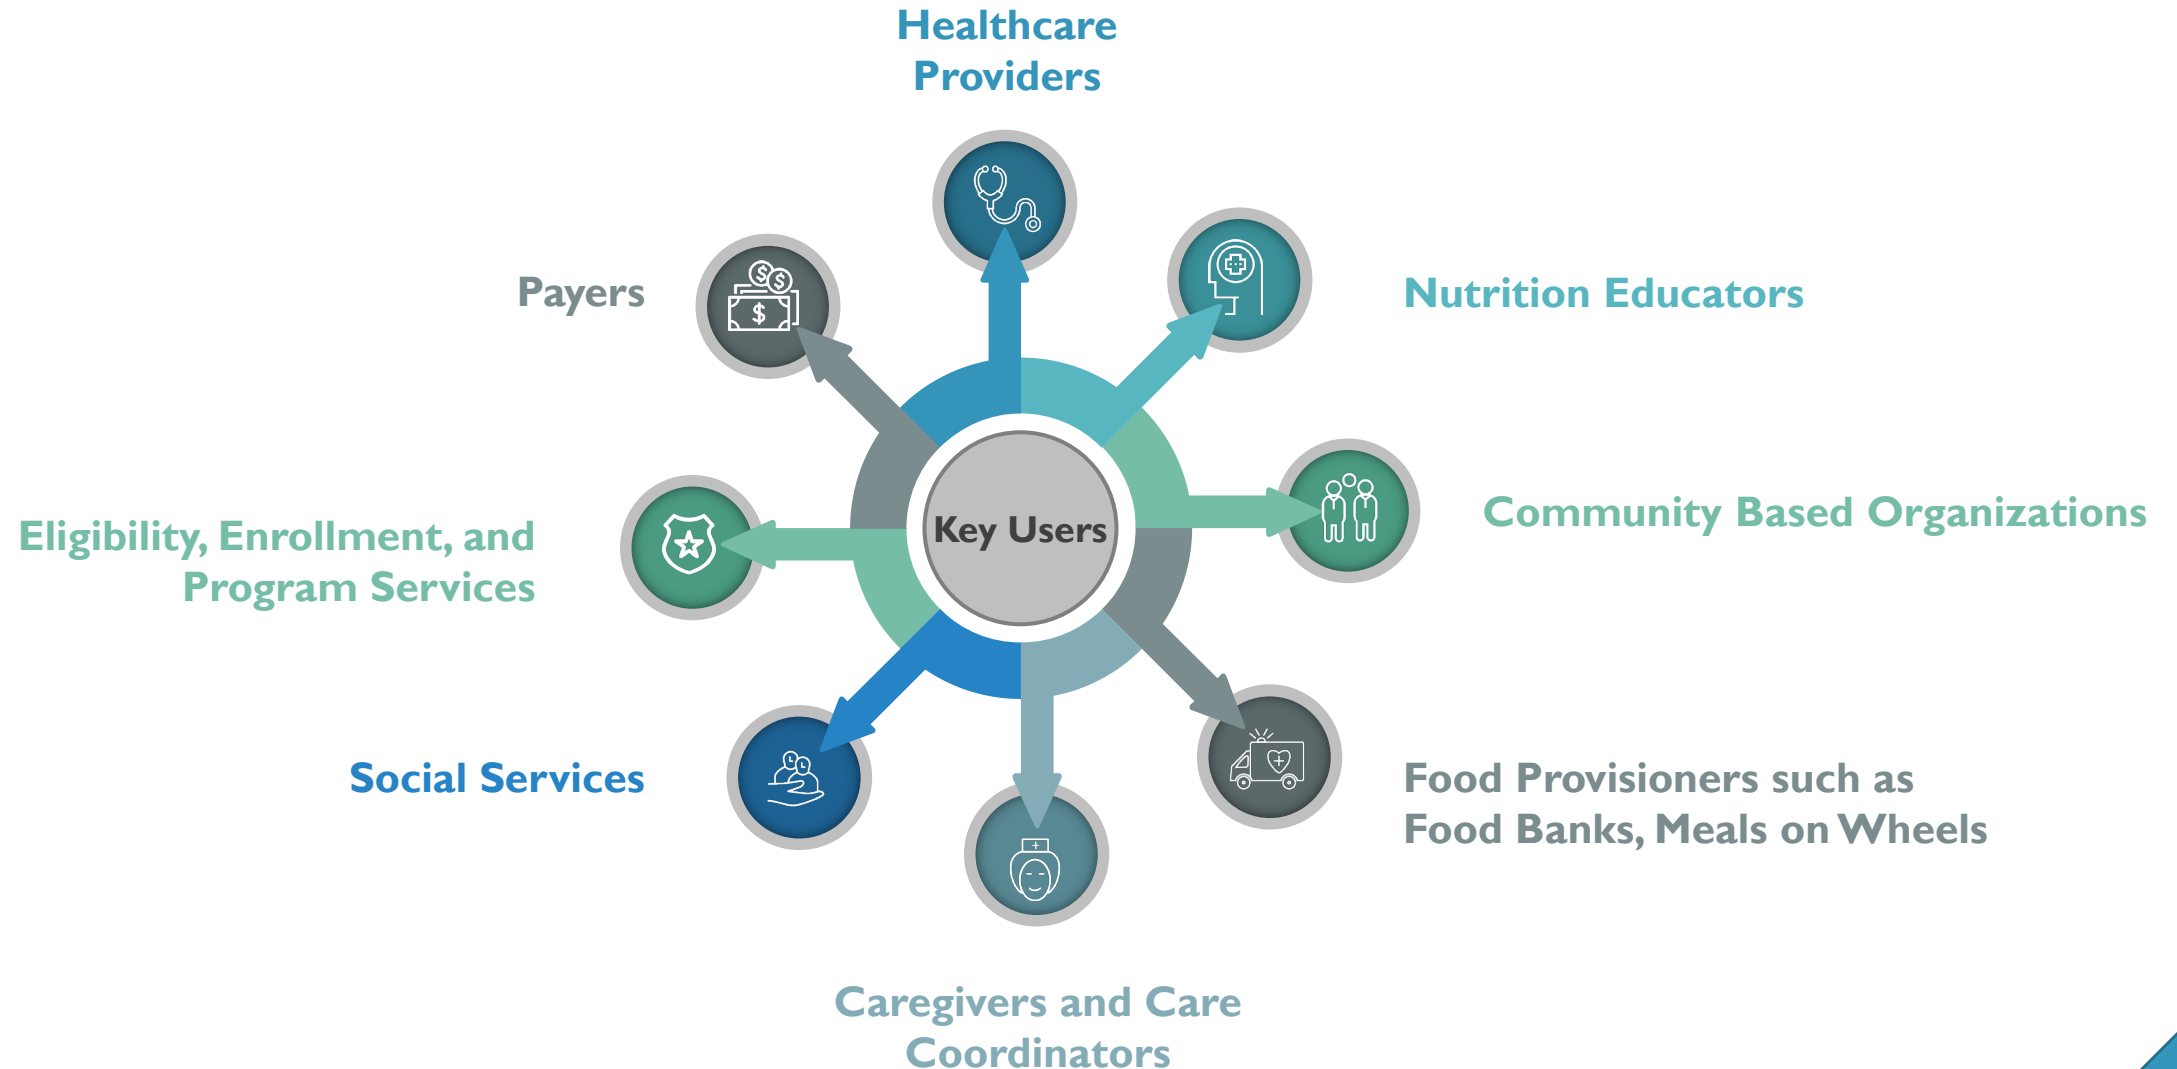 Healthcare
Providers
Payers
Nutrition Educators
Key Users
Community Based Organizations
Eligibility, Enrollment, and
Program Services
Social Services
Food Provisioners such as
Food Banks, Meals on Wheels
Caregivers and Care
Coordinators
$
$
$